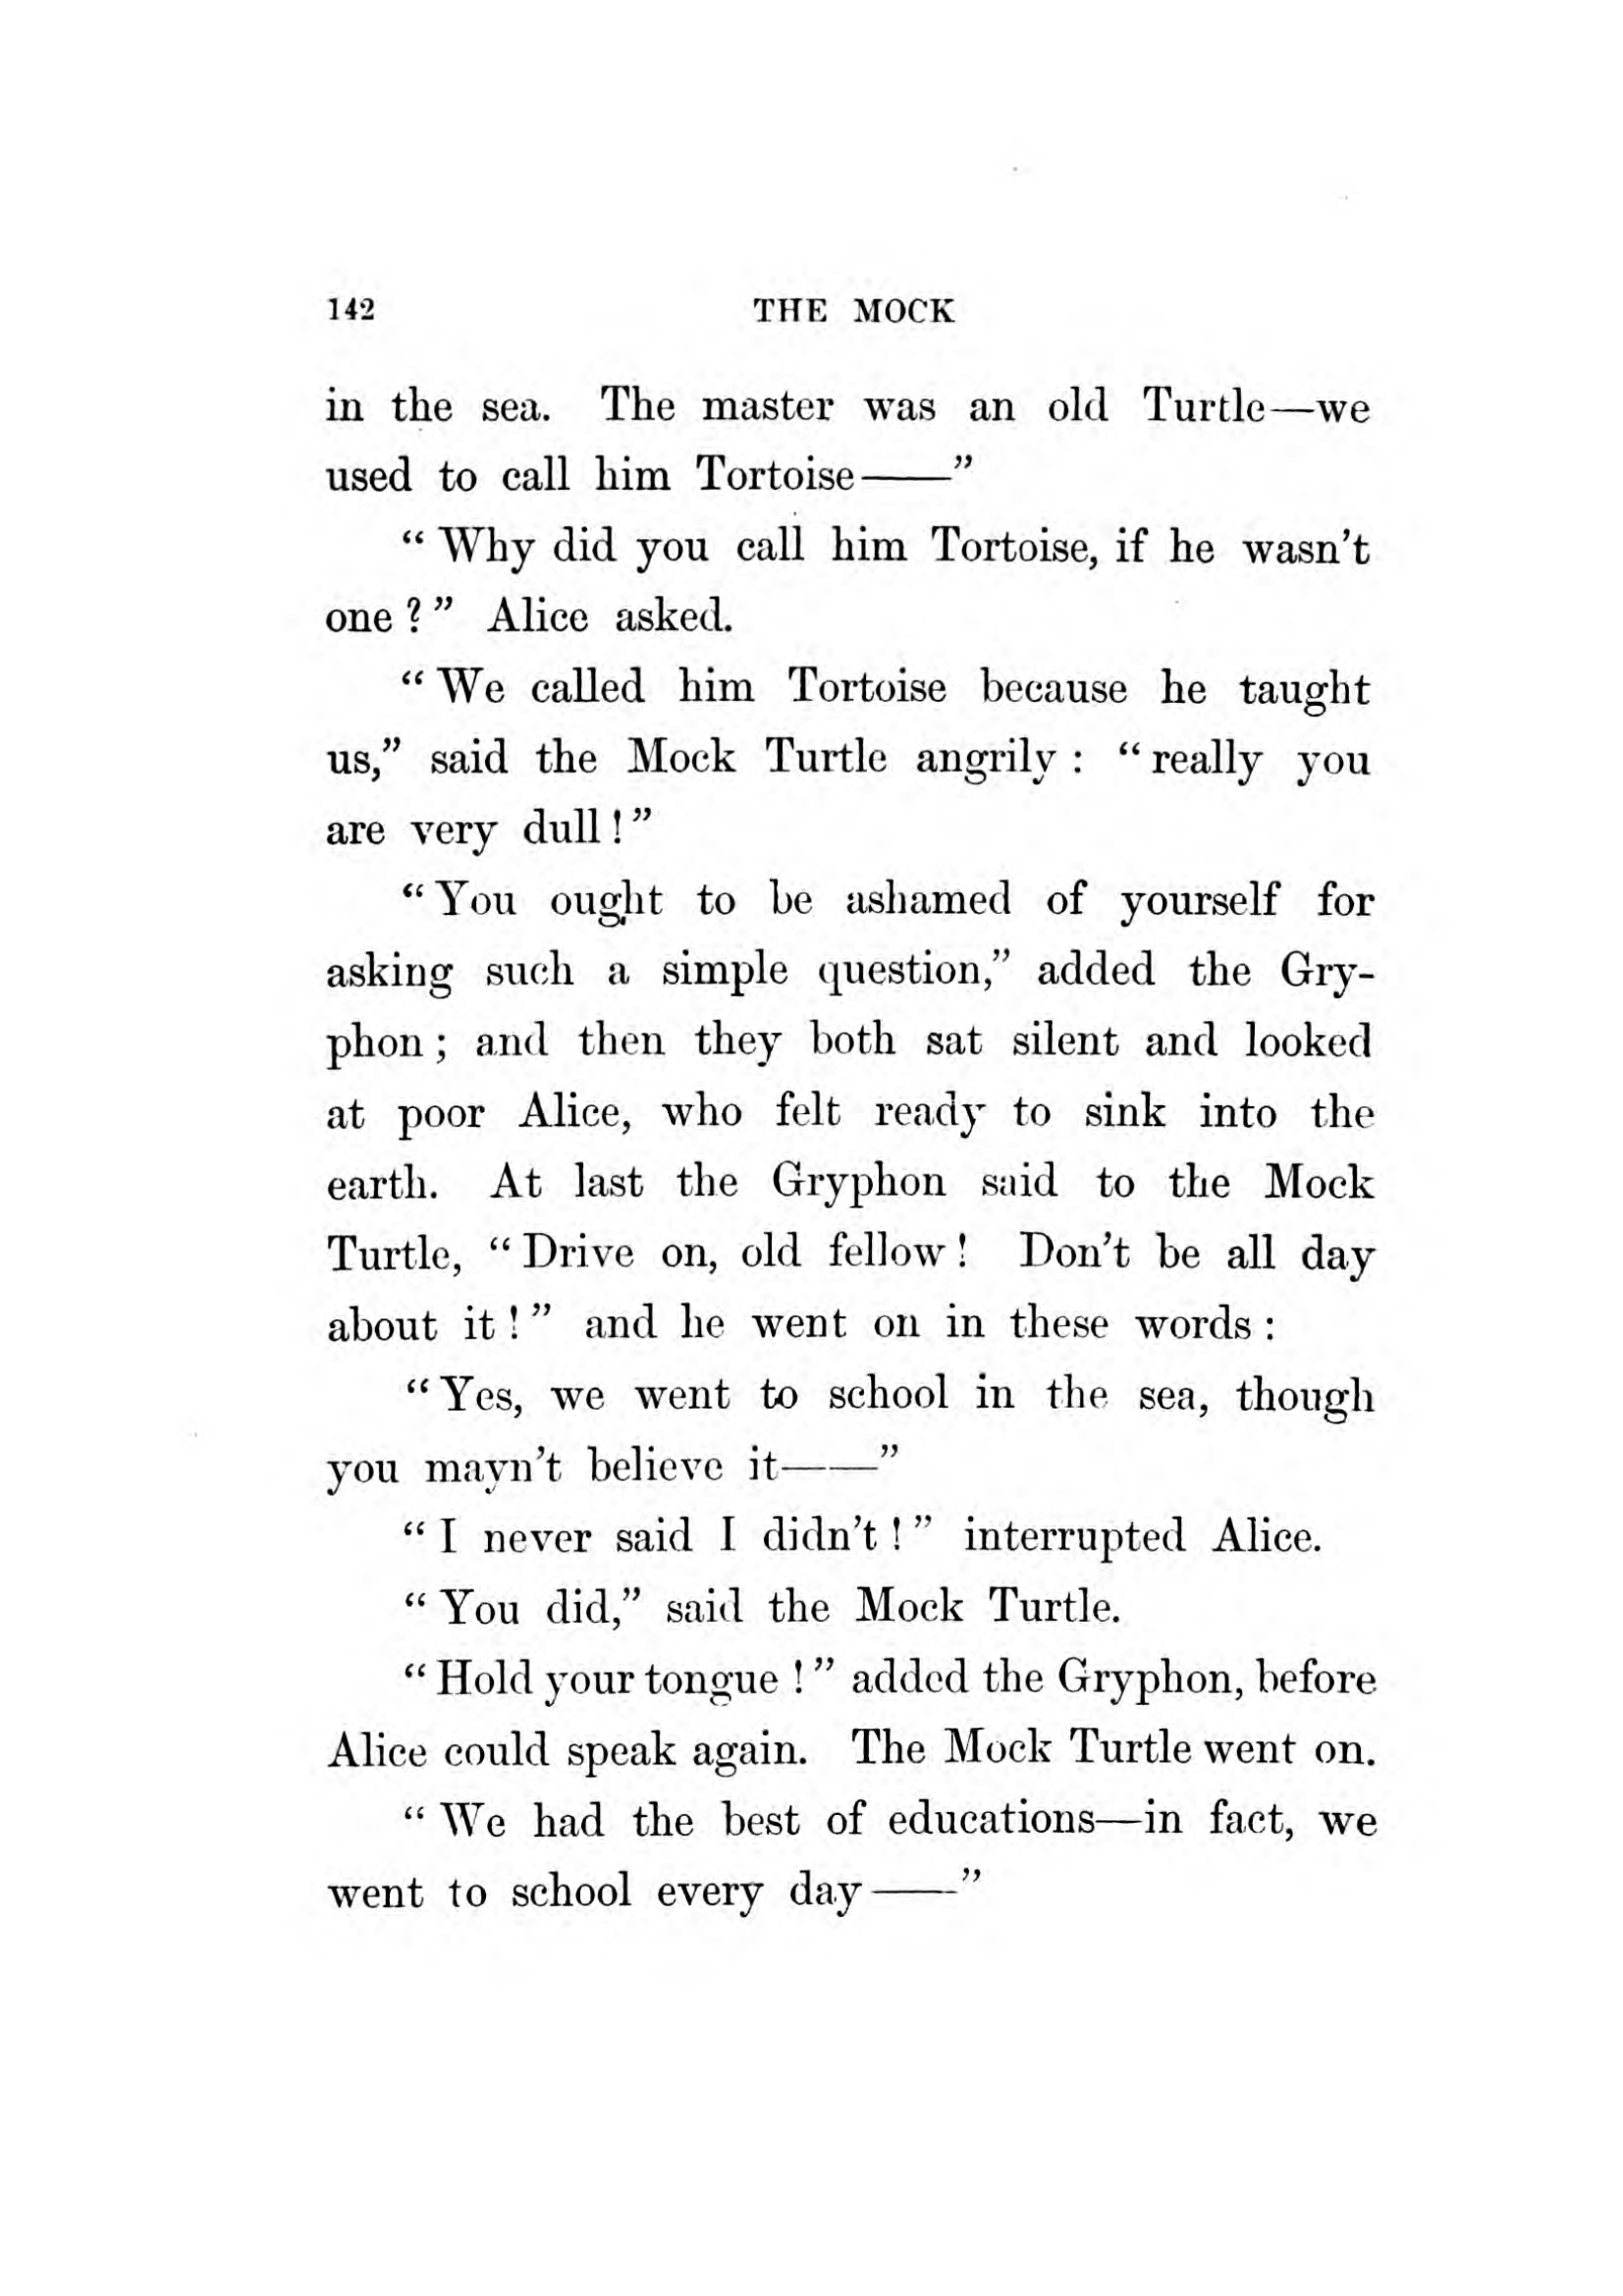 142 THE MOCK
in the sea. The master was an old Turtle—we
used to call him Tortoise——”
“Why did you call him Tortoise, if he wasn’t
one?” Alice asked.
“We called him Tortoise because he taught
us,” said the Mock Turtle angrily: “really you
are very dull!”
“You ought to be ashamed of yourself for
asking such a simple question,” added the Gry-
phon; and then they both sat silent and looked
at poor Alice, who felt ready to sink into the
earth. At last the Gryphon said to the Mock
Turtle, “Drive on, old fellow! Don’t be all day
about it!” and he went on in these words:
“Yes, we went to school in the sea, though
you mayn’t believe it——”
“I never said I didn’t!” interrupted Alice.
“You did,” said the Mock Turtle.
“Hold your tongue!” added the Gryphon, before
Alice could speak again. The Mock Turtle went on.
“We had the best of educations—in fact, we
went to school every day——”